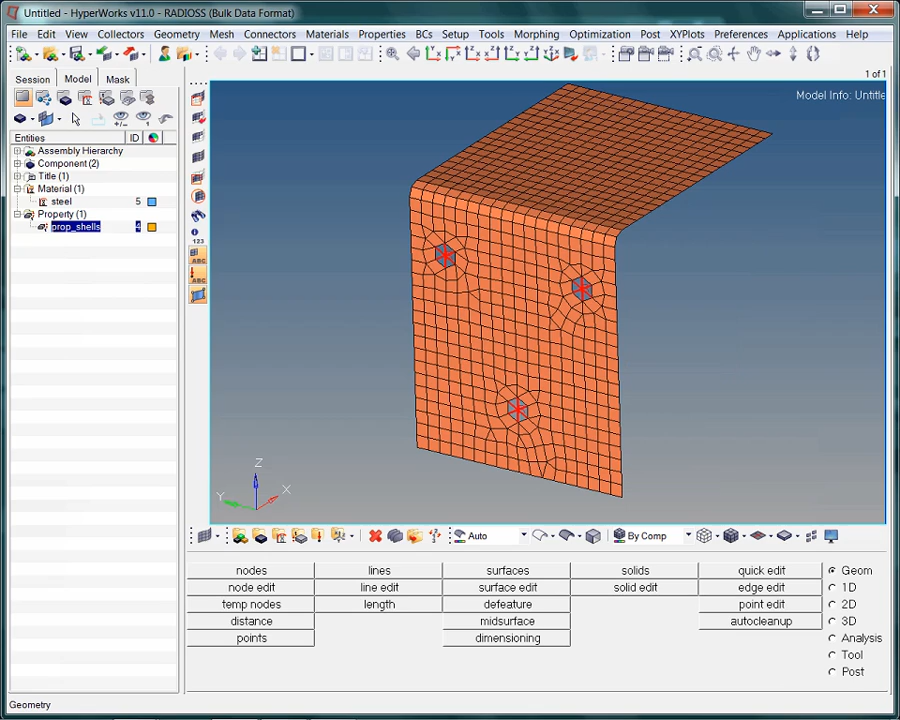 Untitled - HyperWorks v11.0 - RADIOSS (Bulk Data Format)
File Edit View Collectors Geometry Mesh Connectors Materials Properties BCs Setup Tools Morphing Optimization Post XYPlots Preferences Applications Help
1 of 1
Session Model Mask
Model Info: Untitle
Entities ID
Assembly Hierarchy
Component (2)
Title (1)
Material (1)
steel 5
Property (1)
prop_shells 4
123
ABC
ABC
Z
Y X
Auto By Comp
nodes lines surfaces solids quick edit Geom
node edit line edit surface edit solid edit edge edit 1D
temp nodes length defeature point edit 2D
distance midsurface autocleanup 3D
points dimensioning Analysis
Tool
Post
Geometry